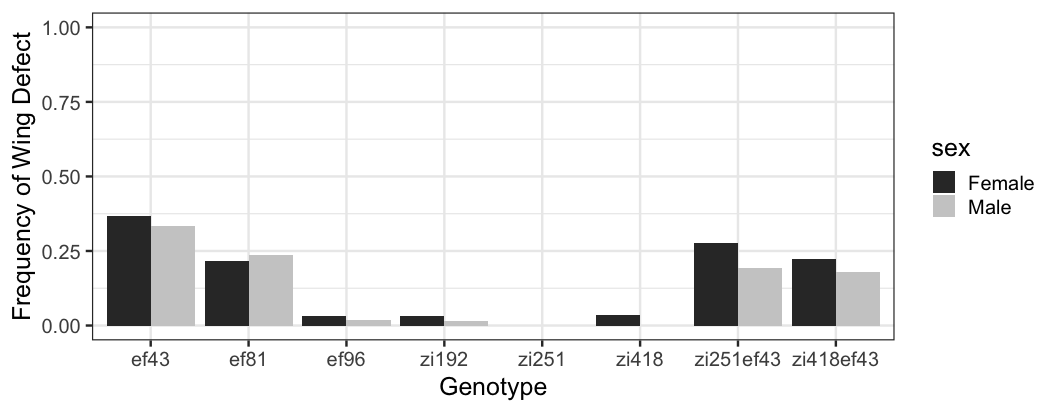 Frequency of Wing Defect
1.00
0.75
0.50
0.25
0.00
ef43 ef81 ef96 zi192 zi251 zi418 zi251ef43 zi418ef43
Genotype
sex
Female
Male